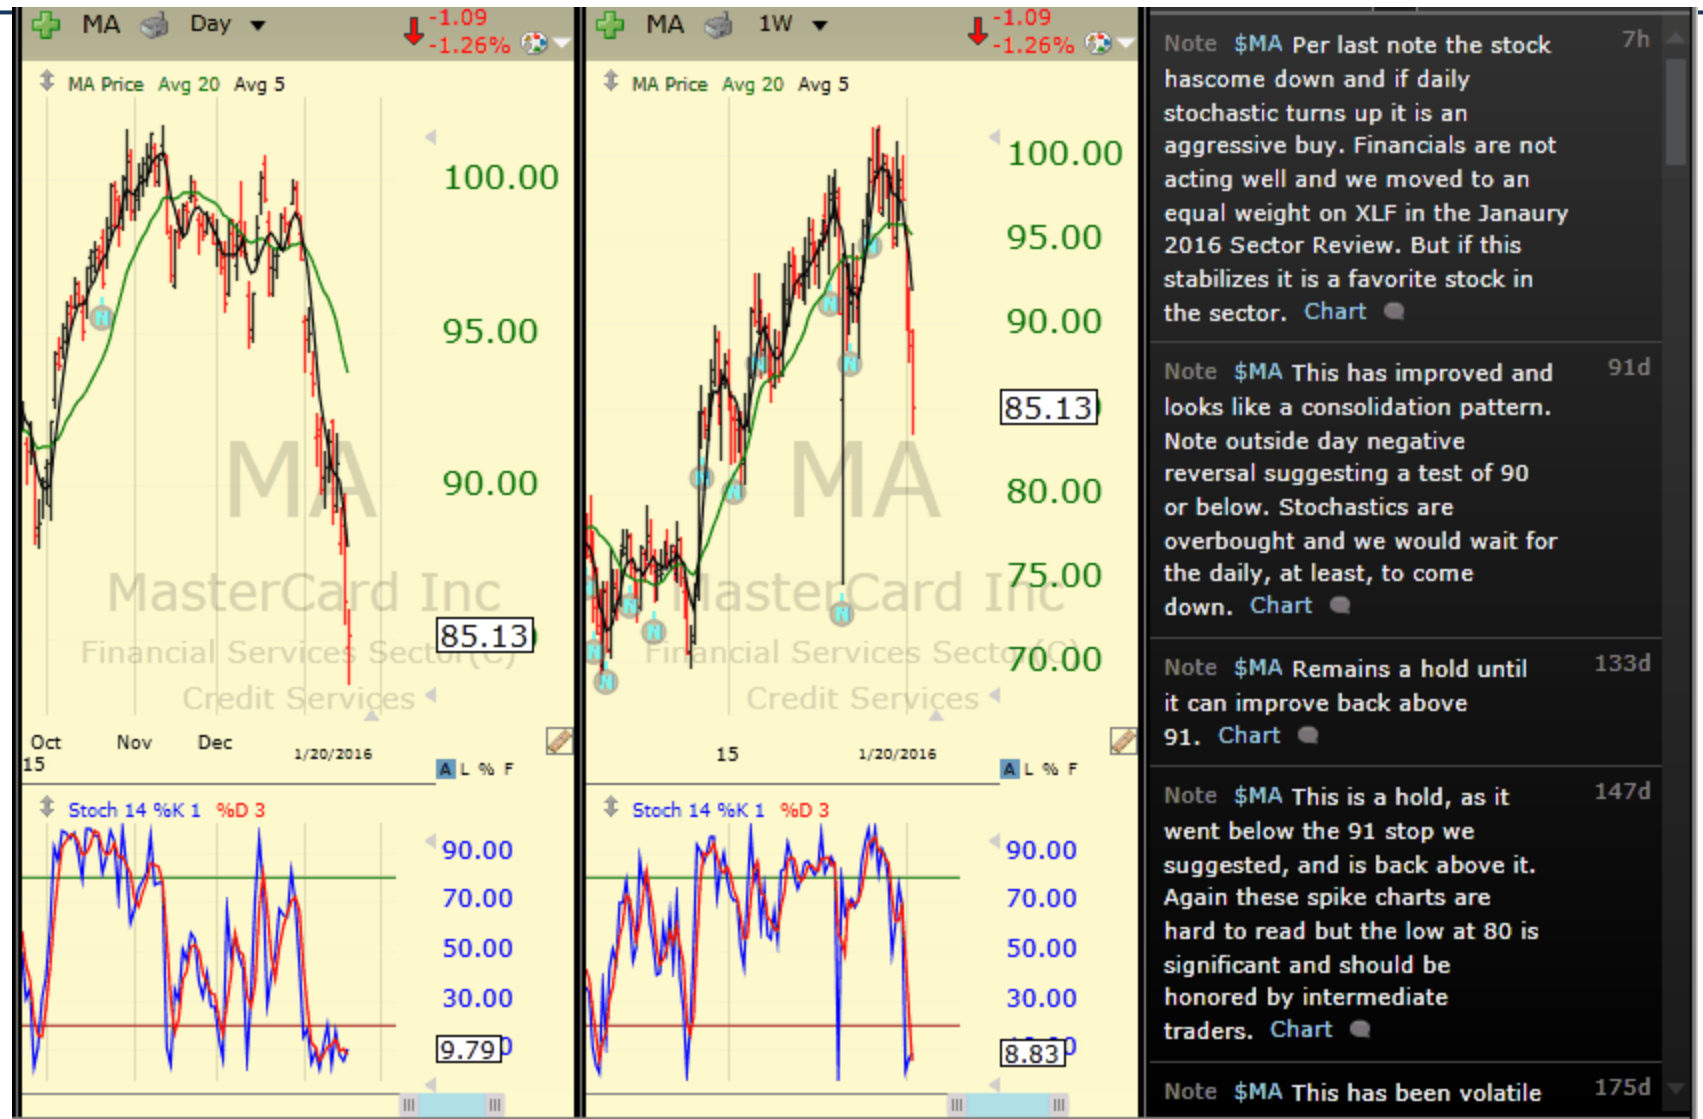 MA Day -1.09
-1.26%
MA Price Avg 20 Avg 5
100.00
95.00
90.00
85.13
MA
MasterCard Inc
Financial Services Sector(C)
Credit Services
Oct Nov Dec 1/20/2016
15
A L % F
Stoch 14 %K 1 %D 3
90.00
70.00
50.00
30.00
9.79
MA 1W -1.09
-1.26%
MA Price Avg 20 Avg 5
100.00
95.00
90.00
85.13
80.00
75.00
70.00
MA
MasterCard Inc
Financial Services Sector(C)
Credit Services
15 1/20/2016
A L % F
Stoch 14 %K 1 %D 3
90.00
70.00
50.00
30.00
8.83
Note $MA Per last note the stock 7h
hascome down and if daily
stochastic turns up it is an
aggressive buy. Financials are not
acting well and we moved to an
equal weight on XLF in the Janaury
2016 Sector Review. But if this
stabilizes it is a favorite stock in
the sector. Chart
Note $MA This has improved and 91d
looks like a consolidation pattern.
Note outside day negative
reversal suggesting a test of 90
or below. Stochastics are
overbought and we would wait for
the daily, at least, to come
down. Chart
Note $MA Remains a hold until 133d
it can improve back above
91. Chart
Note $MA This is a hold, as it 147d
went below the 91 stop we
suggested, and is back above it.
Again these spike charts are
hard to read but the low at 80 is
significant and should be
honored by intermediate
traders. Chart
Note $MA This has been volatile 175d